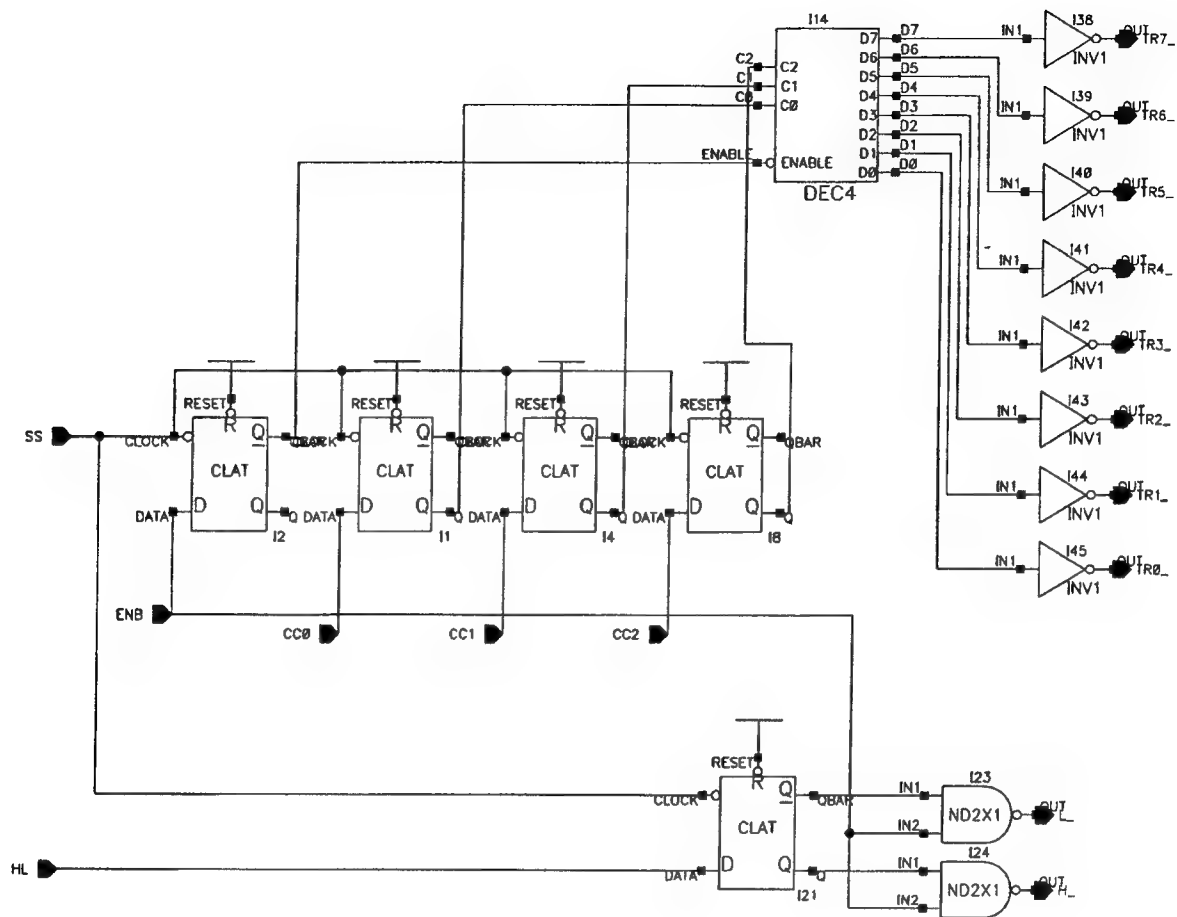 I14
D7 D7 IN1 I38 OUT TR7_
INV1
C2 C2 D6 D6
C1 C1 D5 D5
C0 C0 D4 D4 IN1 I39 OUT TR6_
INV1
D3 D3
D2 D2
ENABLE ENABLE D1 D1
D0 D0 IN1 I40 OUT TR5_
INV1
DEC4
IN1 I41 OUT TR4_
INV1
IN1 I42 OUT TR3_
INV1
RESET RESET RESET RESET
R R R R
IN1 I43 OUT TR2_
INV1
SS CLOCK Q Q Q Q QBAR
CLAT CLAT CLAT CLAT
IN1 I44 OUT TR1_
INV1
DATA D Q Q DATA D Q Q DATA D Q Q DATA D Q Q
I2 I1 I4 I8
IN1 I45 OUT TR0_
INV1
ENB
CC0 CC1 CC2
RESET
R
CLOCK Q QBAR IN1 I23 OUT L_
CLAT ND2X1
IN2
HL DATA D Q Q IN1 I24 OUT H_
ND2X1
I21 IN2